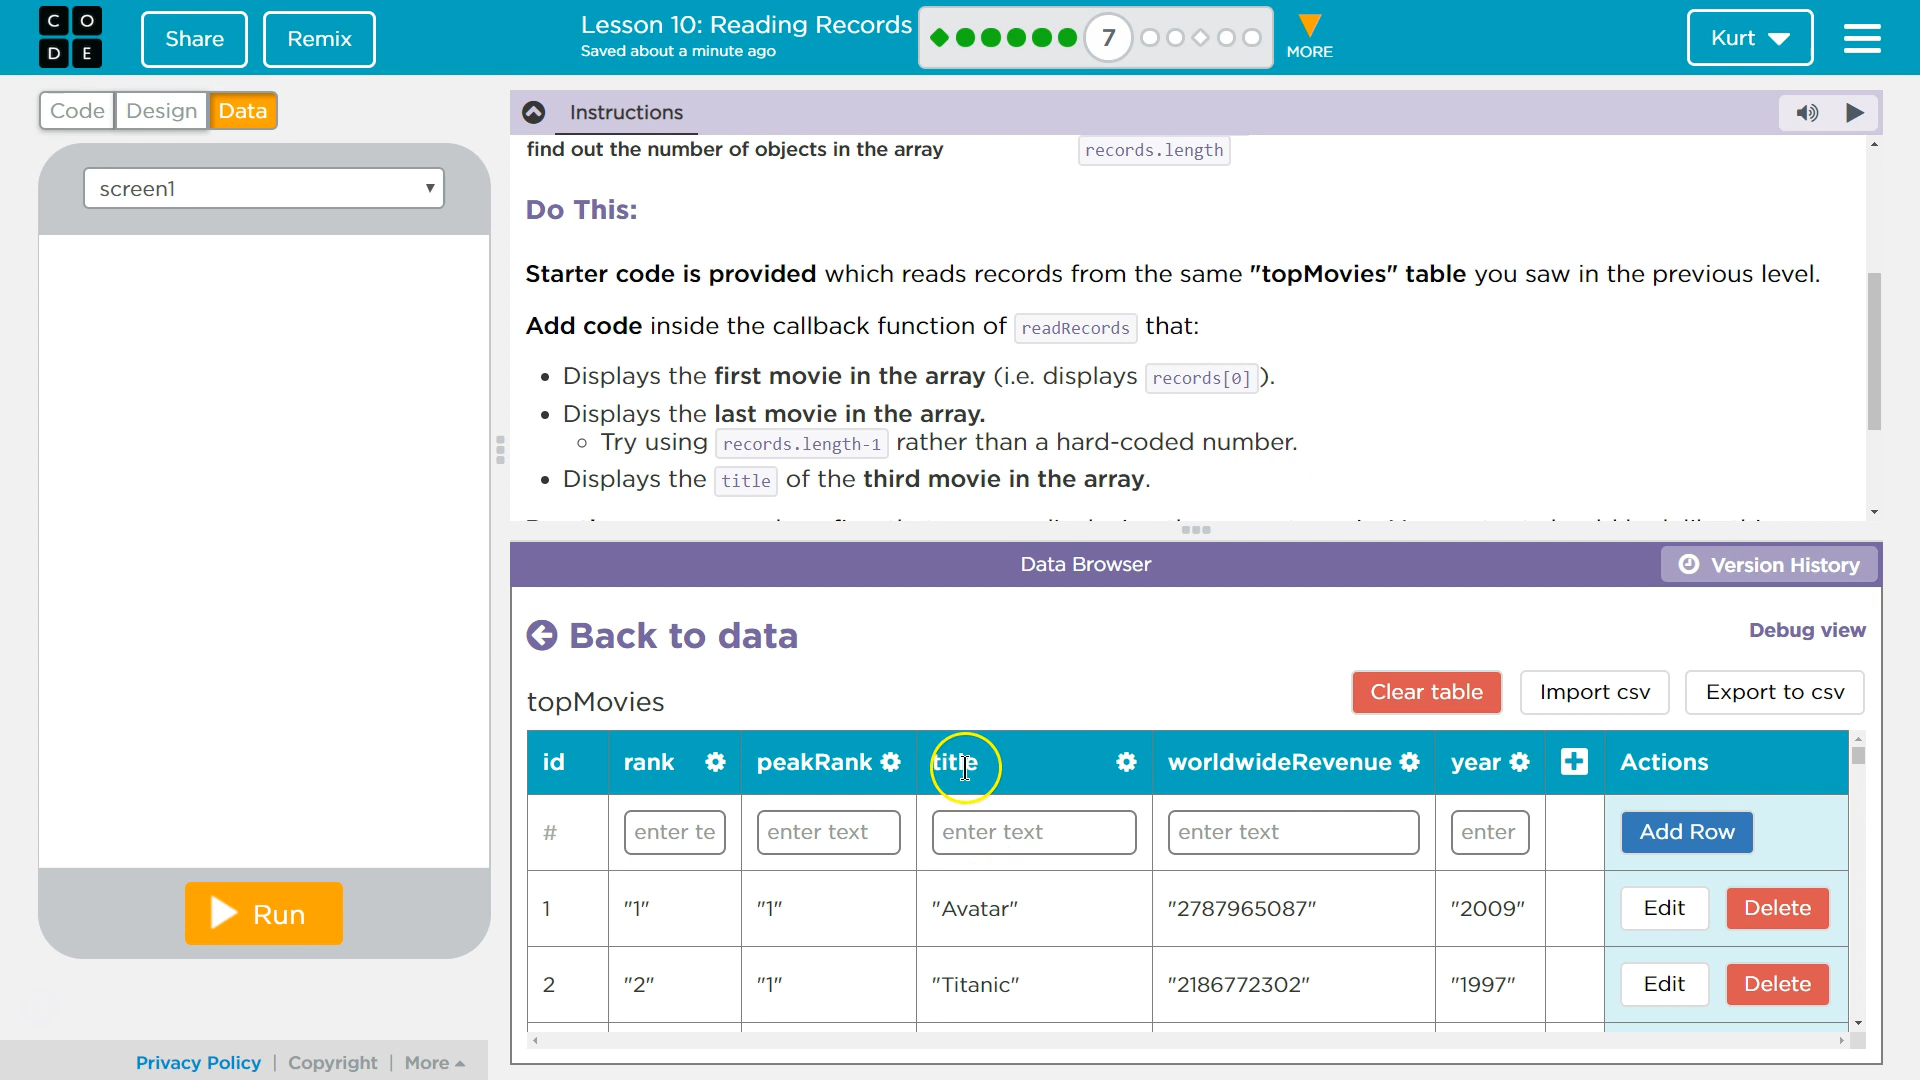 C O
D E
Share
Remix
Lesson 10: Reading Records
Saved about a minute ago
7
MORE
Kurt
Code
Design
Data
screen1
Run
Privacy Policy | Copyright | More
Instructions
find out the number of objects in the array records.length
Do This:
Starter code is provided which reads records from the same "topMovies" table you saw in the previous level.
Add code inside the callback function of readRecords that:
Displays the first movie in the array (i.e. displays records[0]).
Displays the last movie in the array.
Try using records.length-1 rather than a hard-coded number.
Displays the title of the third movie in the array.
Data Browser
Version History
Back to data
Debug view
topMovies
Clear table
Import csv
Export to csv
id rank peakRank title worldwideRevenue year Actions
# enter te enter text enter text enter text enter Add Row
1 "1" "1" "Avatar" "2787965087" "2009" Edit Delete
2 "2" "1" "Titanic" "2186772302" "1997" Edit Delete